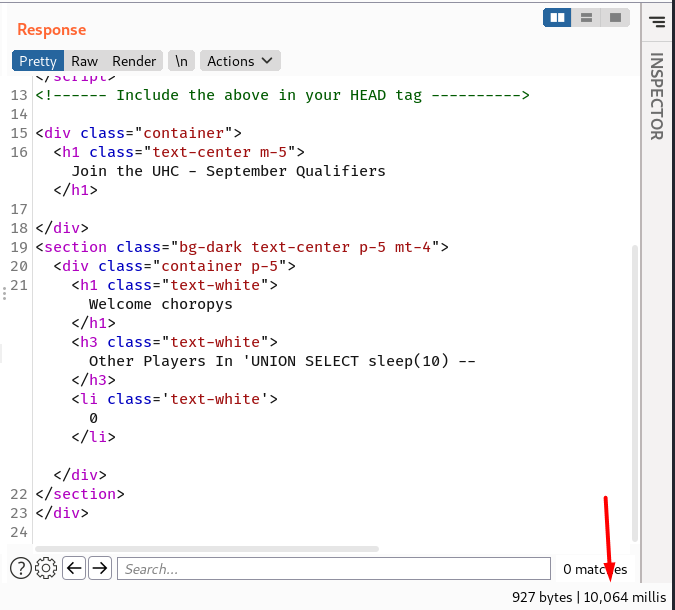 Response
Pretty Raw Render \n Actions
INSPECTOR
</script>
13 <!------ Include the above in your HEAD tag ---------->
14
15 <div class="container">
16 <h1 class="text-center m-5">
Join the UHC - September Qualifiers
</h1>
17
18 </div>
19 <section class="bg-dark text-center p-5 mt-4">
20 <div class="container p-5">
21 <h1 class="text-white">
Welcome choropys
</h1>
<h3 class="text-white">
Other Players In 'UNION SELECT sleep(10) --
</h3>
<li class='text-white'>
0
</li>
</div>
22 </section>
23 </div>
24
Search...
0 matches
927 bytes | 10,064 millis